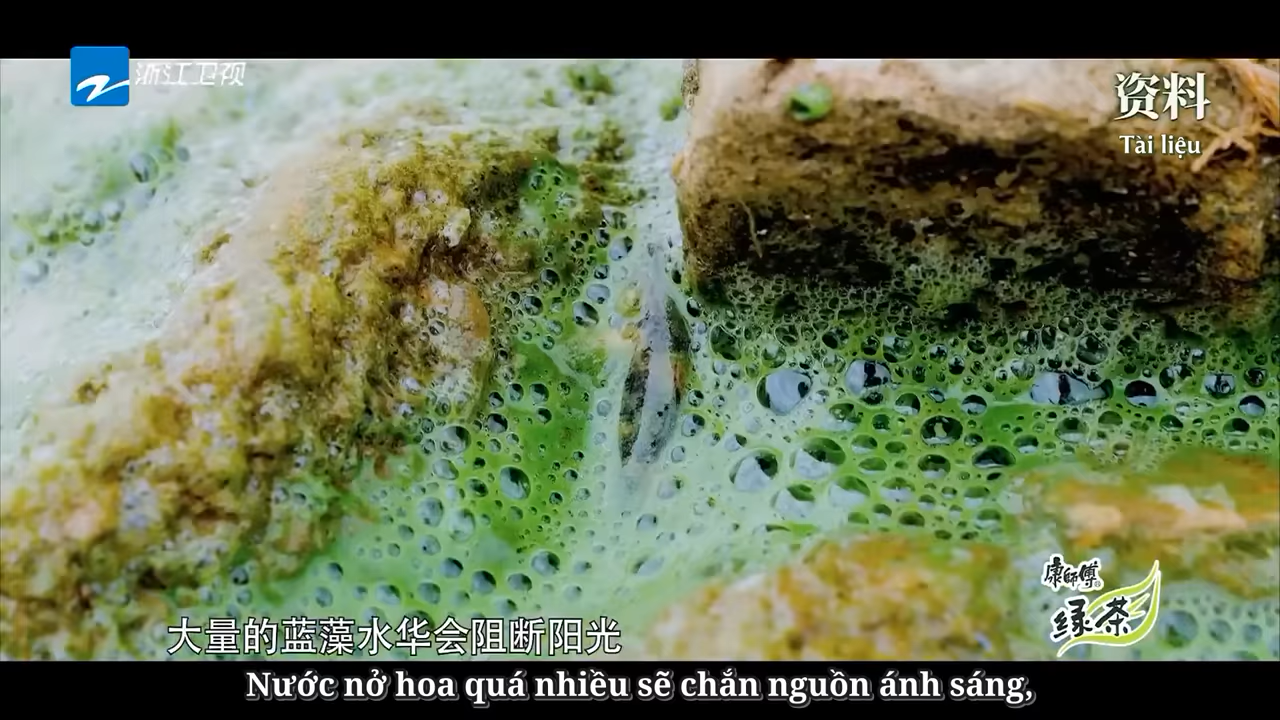 浙江卫视
资料
Tài liệu
康師傅
绿茶
大量的蓝藻水华会阻断阳光
Nước nở hoa quá nhiều sẽ chắn nguồn ánh sáng,